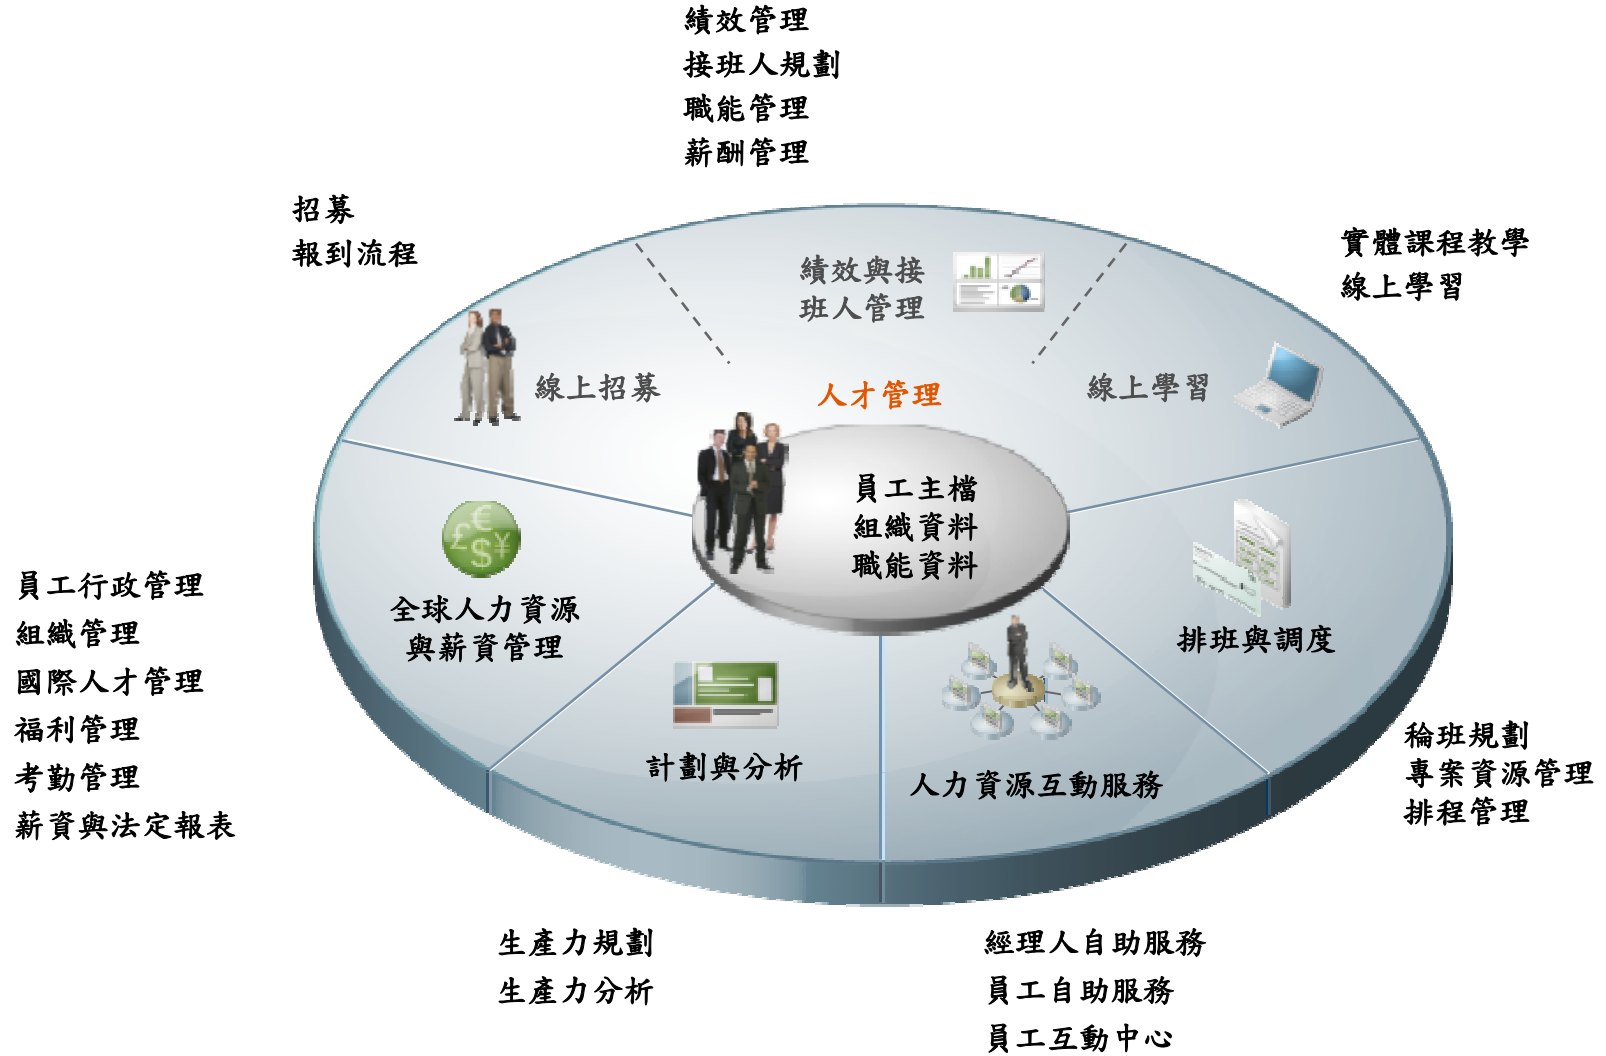 績效管理
接班人規劃
職能管理
薪酬管理
招募
報到流程
實體課程教學
線上學習
績效與接
班人管理
線上招募
人才管理
線上學習
員工主檔
組織資料
職能資料
全球人力資源
與薪資管理
排班與調度
計劃與分析
人力資源互動服務
員工行政管理
組織管理
國際人才管理
福利管理
考勤管理
薪資與法定報表
稐班規劃
專案資源管理
排程管理
生產力規劃
生產力分析
經理人自助服務
員工自助服務
員工互動中心